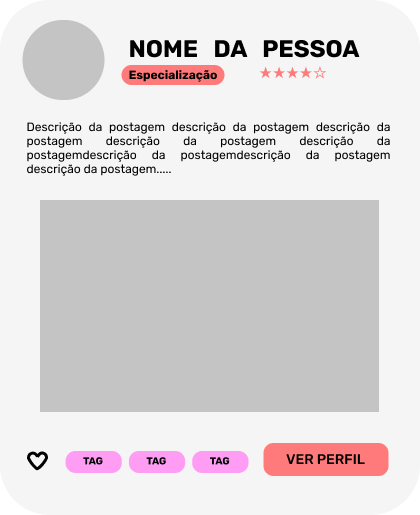 NOME DA PESSOA
Especialização
Descrição da postagem descrição da postagem descrição da
postagem descrição da postagem descrição da
postagemdescrição da postagemdescrição da postagem
descrição da postagem.....
TAG TAG TAG VER PERFIL